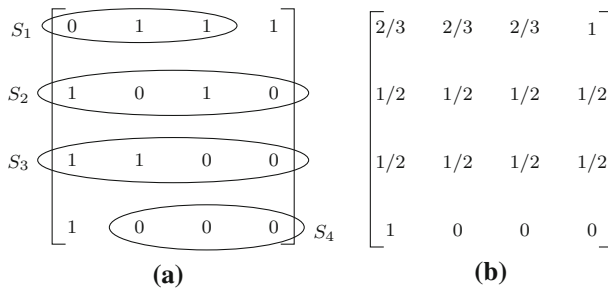 S1 0 1 1 1 2/3 2/3 2/3 1
S2 1 0 1 0 1/2 1/2 1/2 1/2
S3 1 1 0 0 1/2 1/2 1/2 1/2
1 0 0 0 S4 1 0 0 0
(a) (b)